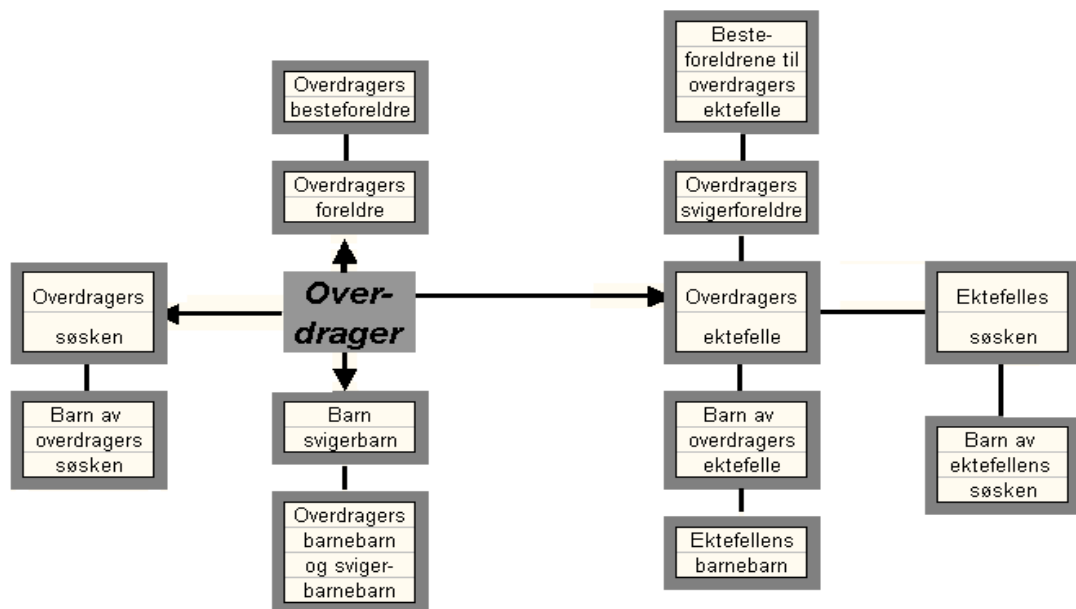 Beste-
foreldrene til
overdragers
ektefelle
Overdragers
besteforeldre
Overdragers
foreldre
Overdragers
svigerforeldre
Overdragers
søsken
Over-
drager
Overdragers
ektefelle
Ektefelles
søsken
Barn av
overdragers
søsken
Barn
svigerbarn
Barn av
overdragers
ektefelle
Barn av
ektefellens
søsken
Overdragers
barnebarn
og sviger-
barnebarn
Ektefellens
barnebarn